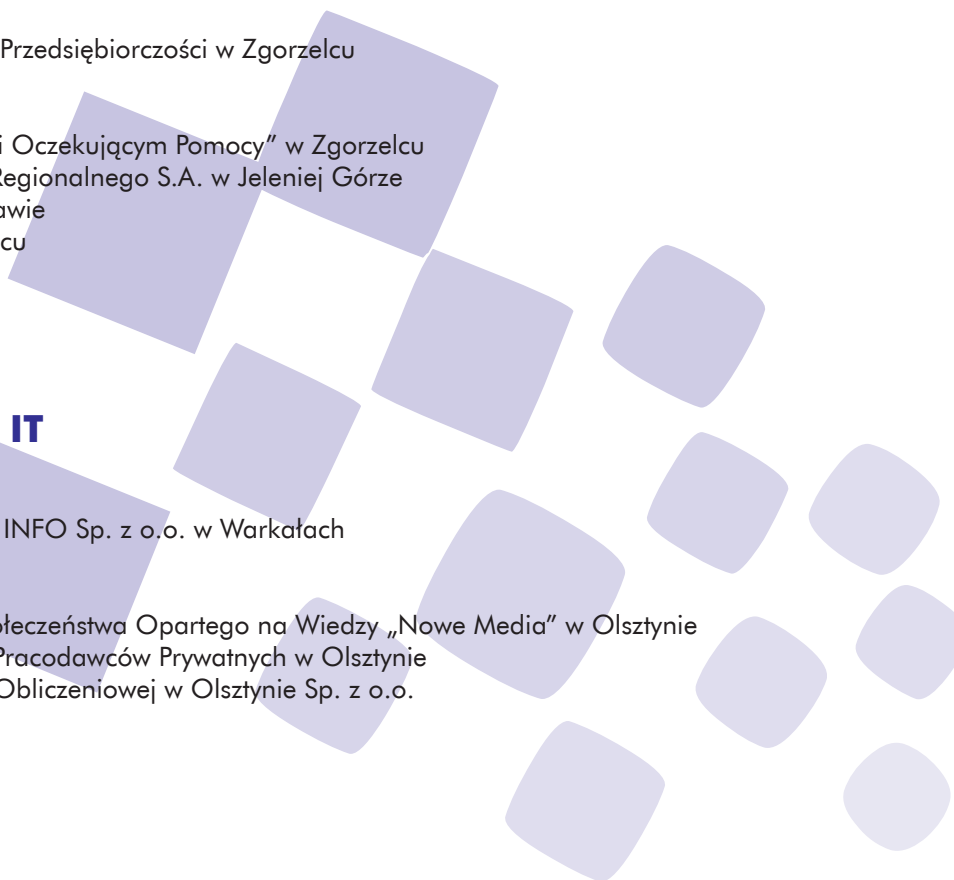 Przedsiębiorczości w Zgorzelcu
i Oczekującym Pomocy” w Zgorzelcu
Regionalnego S.A. w Jeleniej Górze
awie
cu
IT
INFO Sp. z o.o. w Warkałach
ołeczeństwa Opartego na Wiedzy „Nowe Media” w Olsztynie
Pracodawców Prywatnych w Olsztynie
Obliczeniowej w Olsztynie Sp. z o.o.